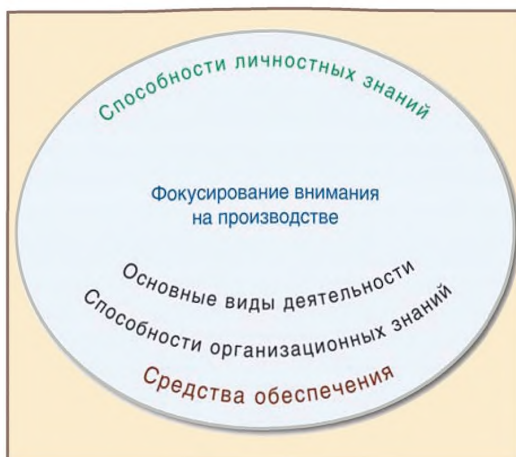 Способности личностных знаний
Фокусирование внимания
на производстве
Основные виды деятельности
Способности организационных знаний
Средства обеспечения